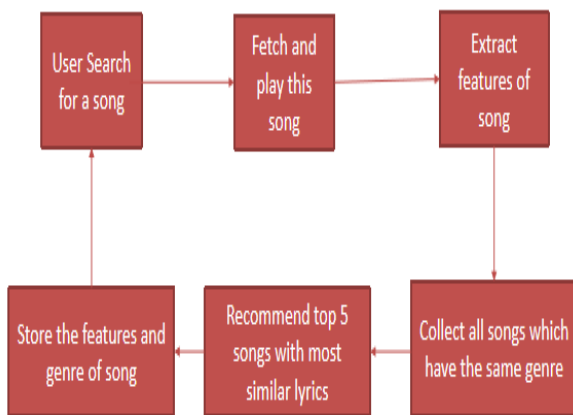 User Search
for a song
Fetch and
play this
song
Extract
features of
song
Collect all songs which
have the same genre
Recommend top 5
songs with most
similar lyrics
Store the features and
genre of song